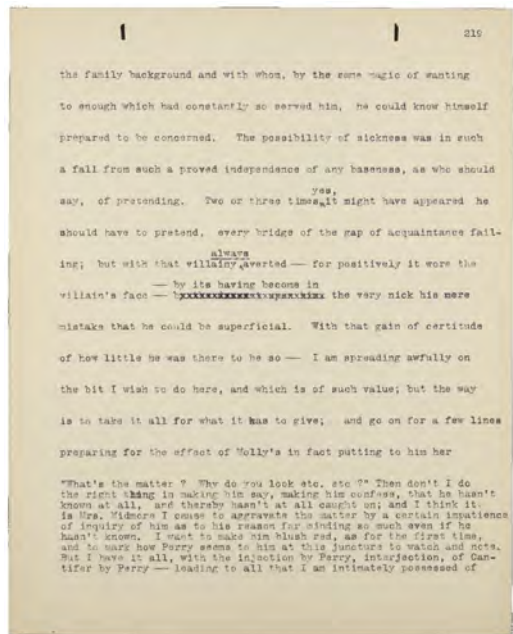 219
the family background and with whom, by the same magic of wanting
to enough which had constantly so served him, he could know himself
prepared to be concerned. The possibility of sickness was in such
a fall from such a proved independence of any baseness, as who should
say, of pretending. Two or three times, yes, it might have appeared he
should have to pretend, every bridge of the gap of acquaintance fail-
ing; but with that villainy always averted — for positively it wore the
villain's face — by its having become in the very nick his mere
mistake that he could be superficial. With that gain of certitude
of how little he was there to be so — I am spreading awfully on
the bit I wish to do here, and which is of such value; but the way
is to take it all for what it has to give; and go on for a few lines
preparing for the effect of Molly's in fact putting to him her
"What's the matter ? Why do you look etc. etc ?" Then don't I do
the right thing in making him say, making him confess, that he hasn't
known at all, and thereby hasn't at all caught on; and I think it
is Mrs. Midmore I cause to aggravate the matter by a certain impatience
of inquiry of him as to his reason for minding so much even if he
hasn't known. I want to make him blush red, as for the first time,
and to mark how Perry seems to him at this juncture to watch and note.
But I have it all, with the injection by Perry, interjection, of Can-
tifer by Perry — leading to all that I am intimately possessed of